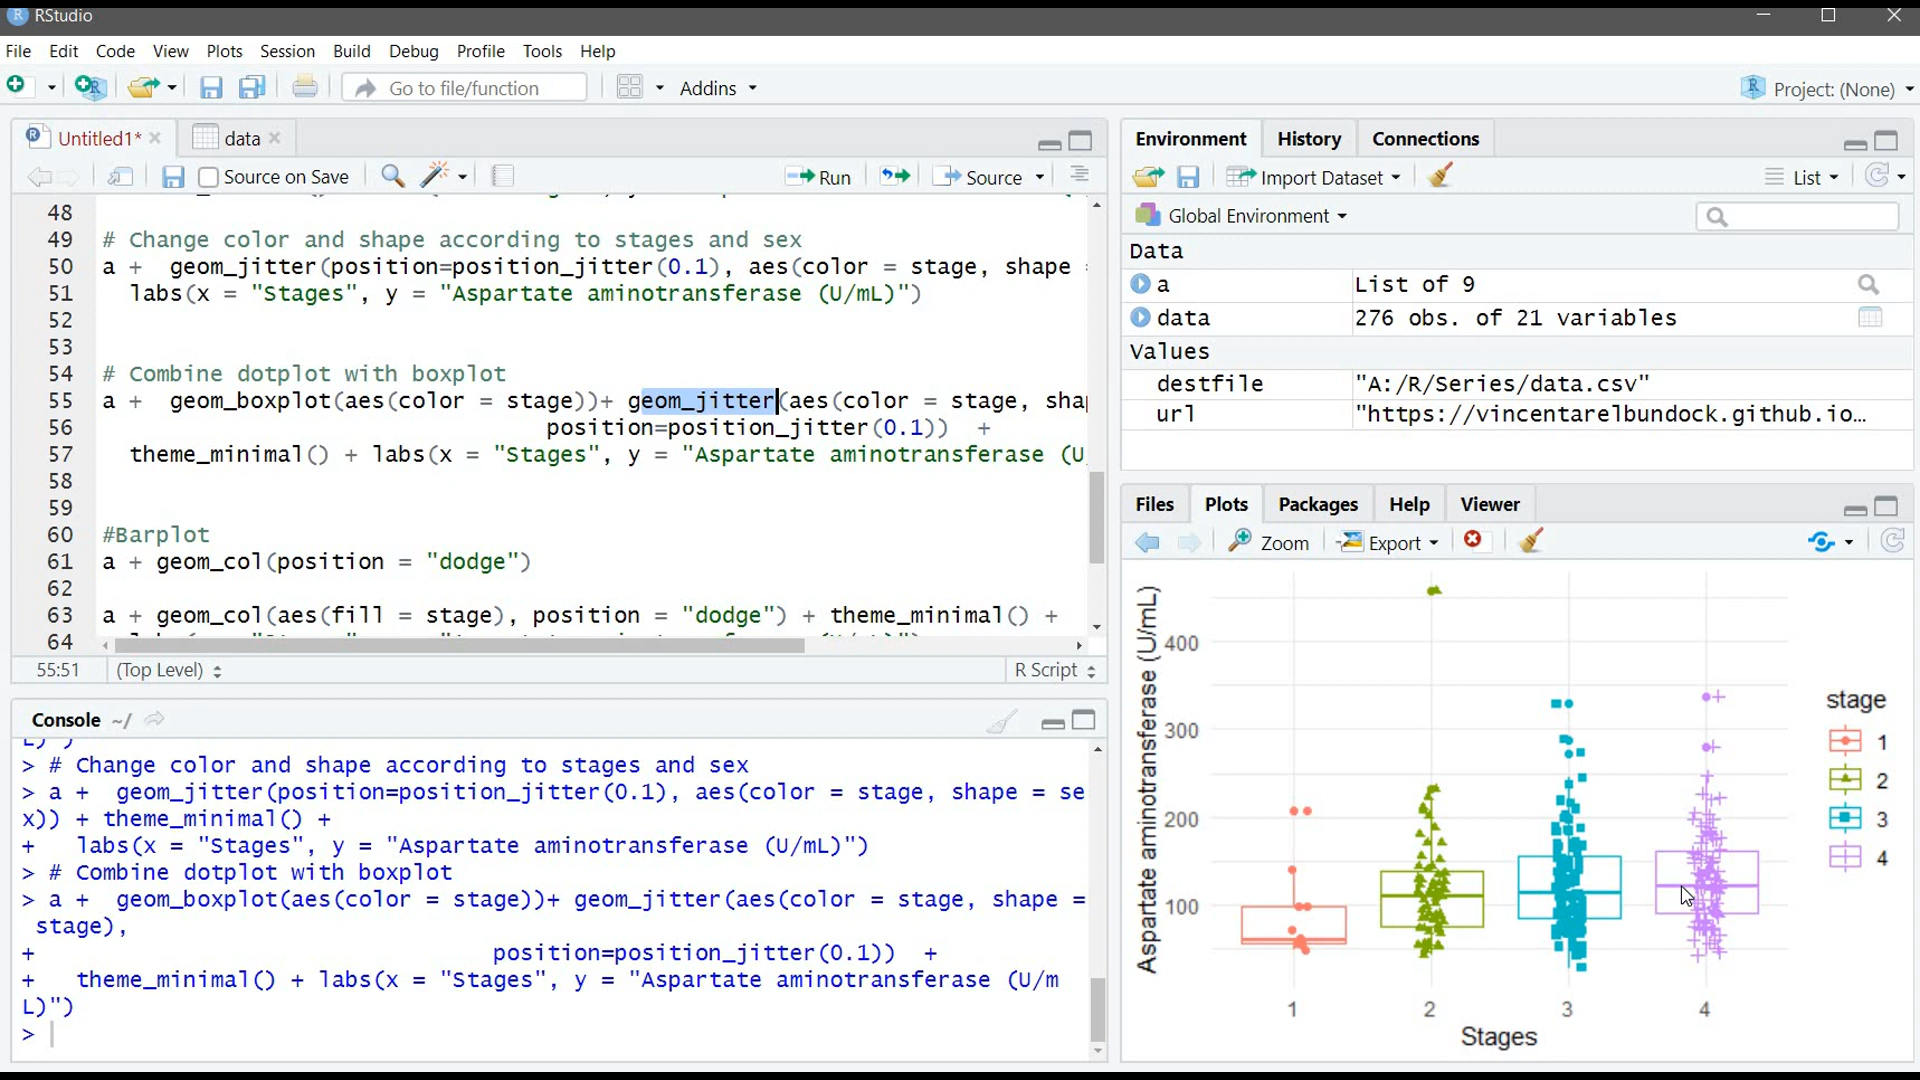 RStudio
File Edit Code View Plots Session Build Debug Profile Tools Help
Go to file/function Addins Project: (None)
Untitled1* data
Source on Save Run Source
48
49 # Change color and shape according to stages and sex
50 a +  geom_jitter(position=position_jitter(0.1), aes(color = stage, shape
51   labs(x = "Stages", y = "Aspartate aminotransferase (U/mL)")
52
53
54 # Combine dotplot with boxplot
55 a +  geom_boxplot(aes(color = stage))+ geom_jitter(aes(color = stage, sha
56                                  position=position_jitter(0.1))  +
57   theme_minimal() + labs(x = "Stages", y = "Aspartate aminotransferase (U
58
59
60 #Barplot
61 a + geom_col(position = "dodge")
62
63 a + geom_col(aes(fill = stage), position = "dodge") + theme_minimal() +
64
55:51 (Top Level) R Script
Console ~/
L)")
> # Change color and shape according to stages and sex
> a +  geom_jitter(position=position_jitter(0.1), aes(color = stage, shape = se
x)) + theme_minimal() +
+   labs(x = "Stages", y = "Aspartate aminotransferase (U/mL)")
> # Combine dotplot with boxplot
> a +  geom_boxplot(aes(color = stage))+ geom_jitter(aes(color = stage, shape =
 stage),
+                                  position=position_jitter(0.1))  +
+   theme_minimal() + labs(x = "Stages", y = "Aspartate aminotransferase (U/m
L)")
>
Environment History Connections
Import Dataset List
Global Environment
Data
a List of 9
data 276 obs. of 21 variables
Values
destfile "A:/R/Series/data.csv"
url "https://vincentarelbundock.github.io…
Files Plots Packages Help Viewer
Zoom Export
Aspartate aminotransferase (U/mL)
400
300
200
100
1 2 3 4
Stages
stage
1
2
3
4